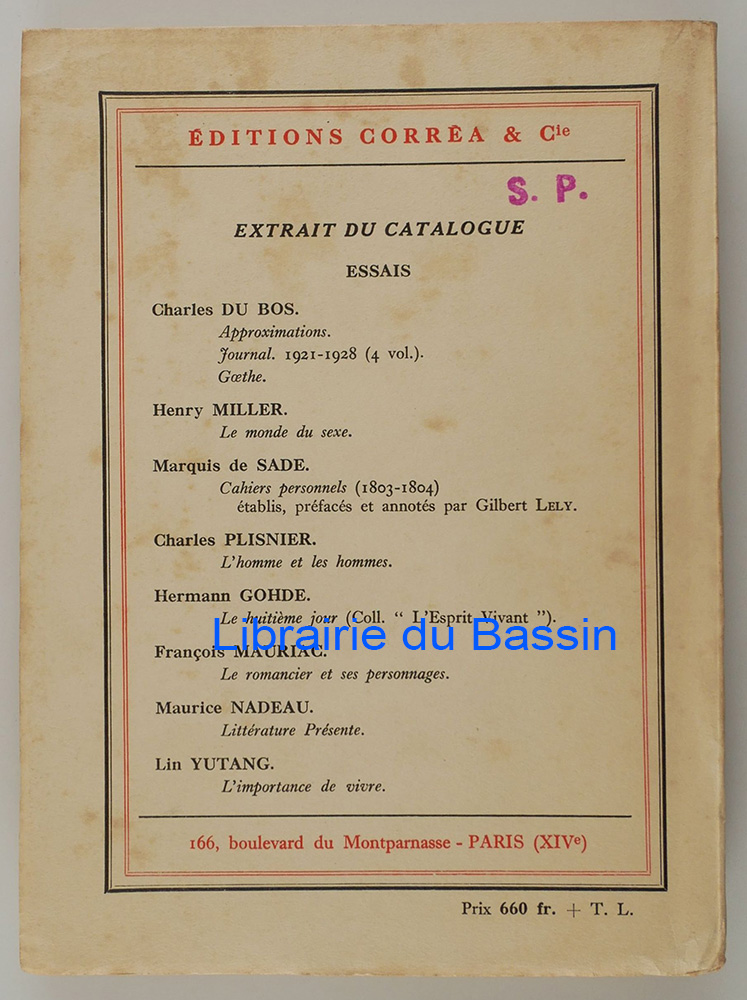 ÉDITIONS CORRÊA & Cie
S. P.
EXTRAIT DU CATALOGUE
ESSAIS
Charles DU BOS.
Approximations.
Journal. 1921-1928 (4 vol.).
Gœthe.
Henry MILLER.
Le monde du sexe.
Marquis de SADE.
Cahiers personnels (1803-1804)
établis, préfacés et annotés par Gilbert LELY.
Charles PLISNIER.
L'homme et les hommes.
Hermann GOHDE.
Le huitième jour (Coll. “ L'Esprit Vivant ”).
Librairie du Bassin
François MAURIAC.
Le romancier et ses personnages.
Maurice NADEAU.
Littérature Présente.
Lin YUTANG.
L'importance de vivre.
166, boulevard du Montparnasse - PARIS (XIVe)
Prix 660 fr. + T. L.